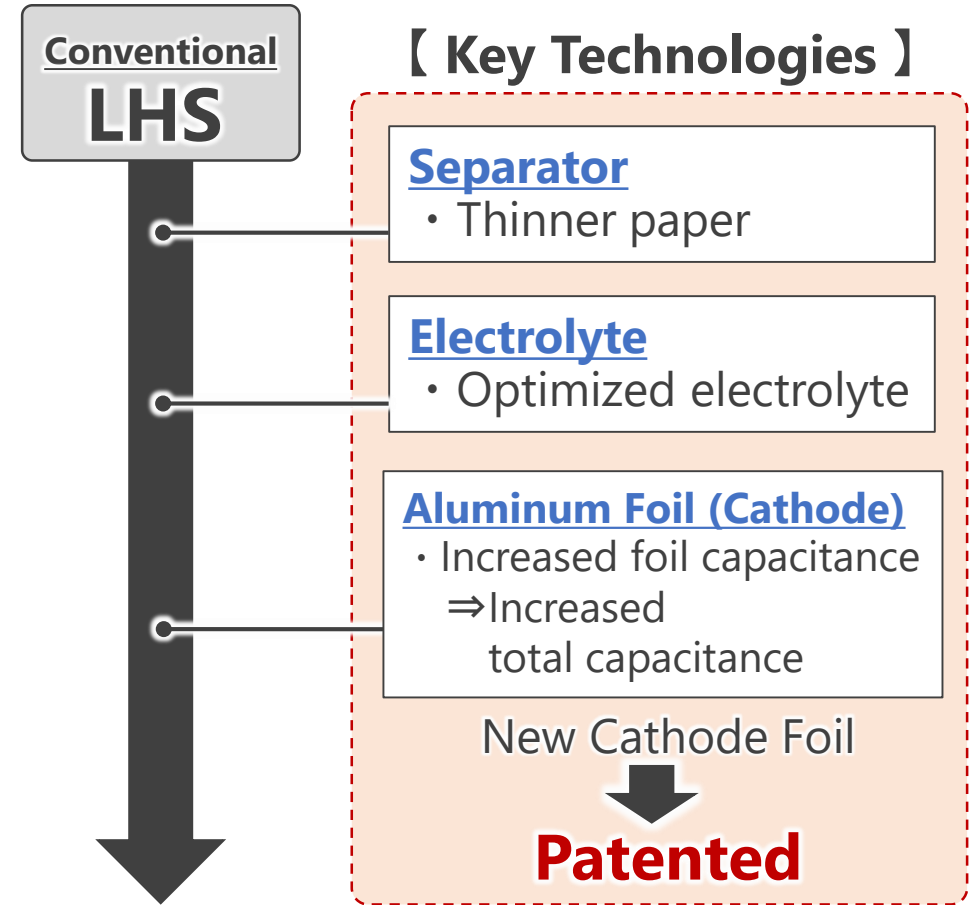 Conventional
LHS
【 Key Technologies 】
Separator
・Thinner paper
Electrolyte
・Optimized electrolyte
Aluminum Foil (Cathode)
・Increased foil capacitance
⇒Increased
total capacitance
New Cathode Foil
Patented